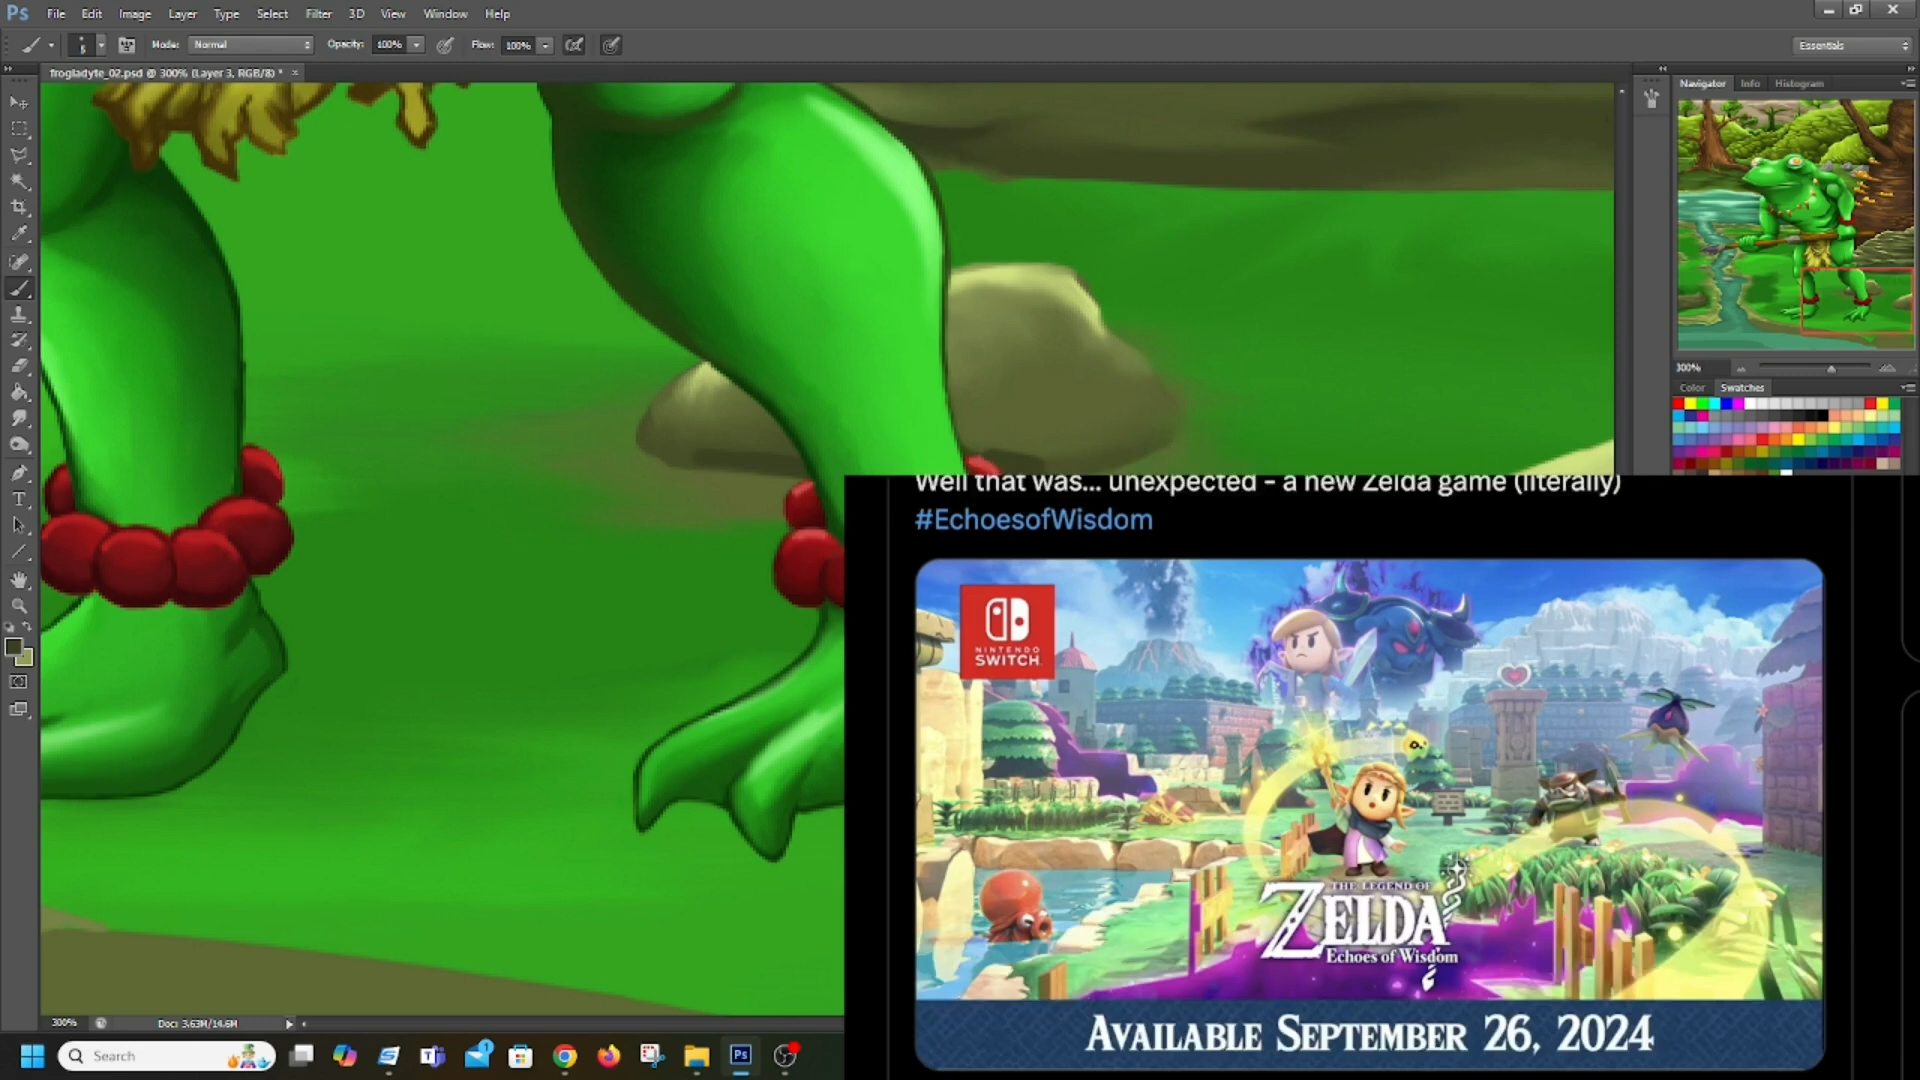 Ps File Edit Image Layer Type Select Filter 3D View Window Help
5 Mode: Normal Opacity: 100% Flow: 100% Essentials
frogladyte_02.psd @ 300% (Layer 3, RGB/8) * ×
Navigator Info Histogram
300%
Color Swatches
Well that was... unexpected - a new Zelda game (literally)
#EchoesofWisdom
NINTENDO
SWITCH
THE LEGEND OF
ZELDA
Echoes of Wisdom
AVAILABLE SEPTEMBER 26, 2024
300% Doc: 3.63M/14.6M
Search
1
Ps